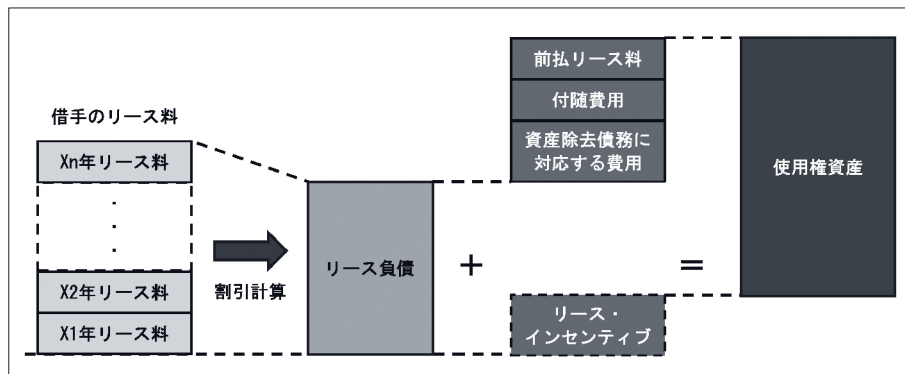 借手のリース料
Xn年リース料
・
・
・
X2年リース料
X1年リース料
割引計算
リース負債
+
前払リース料
付随費用
資産除去債務に
対応する費用
リース・
インセンティブ
=
使用権資産